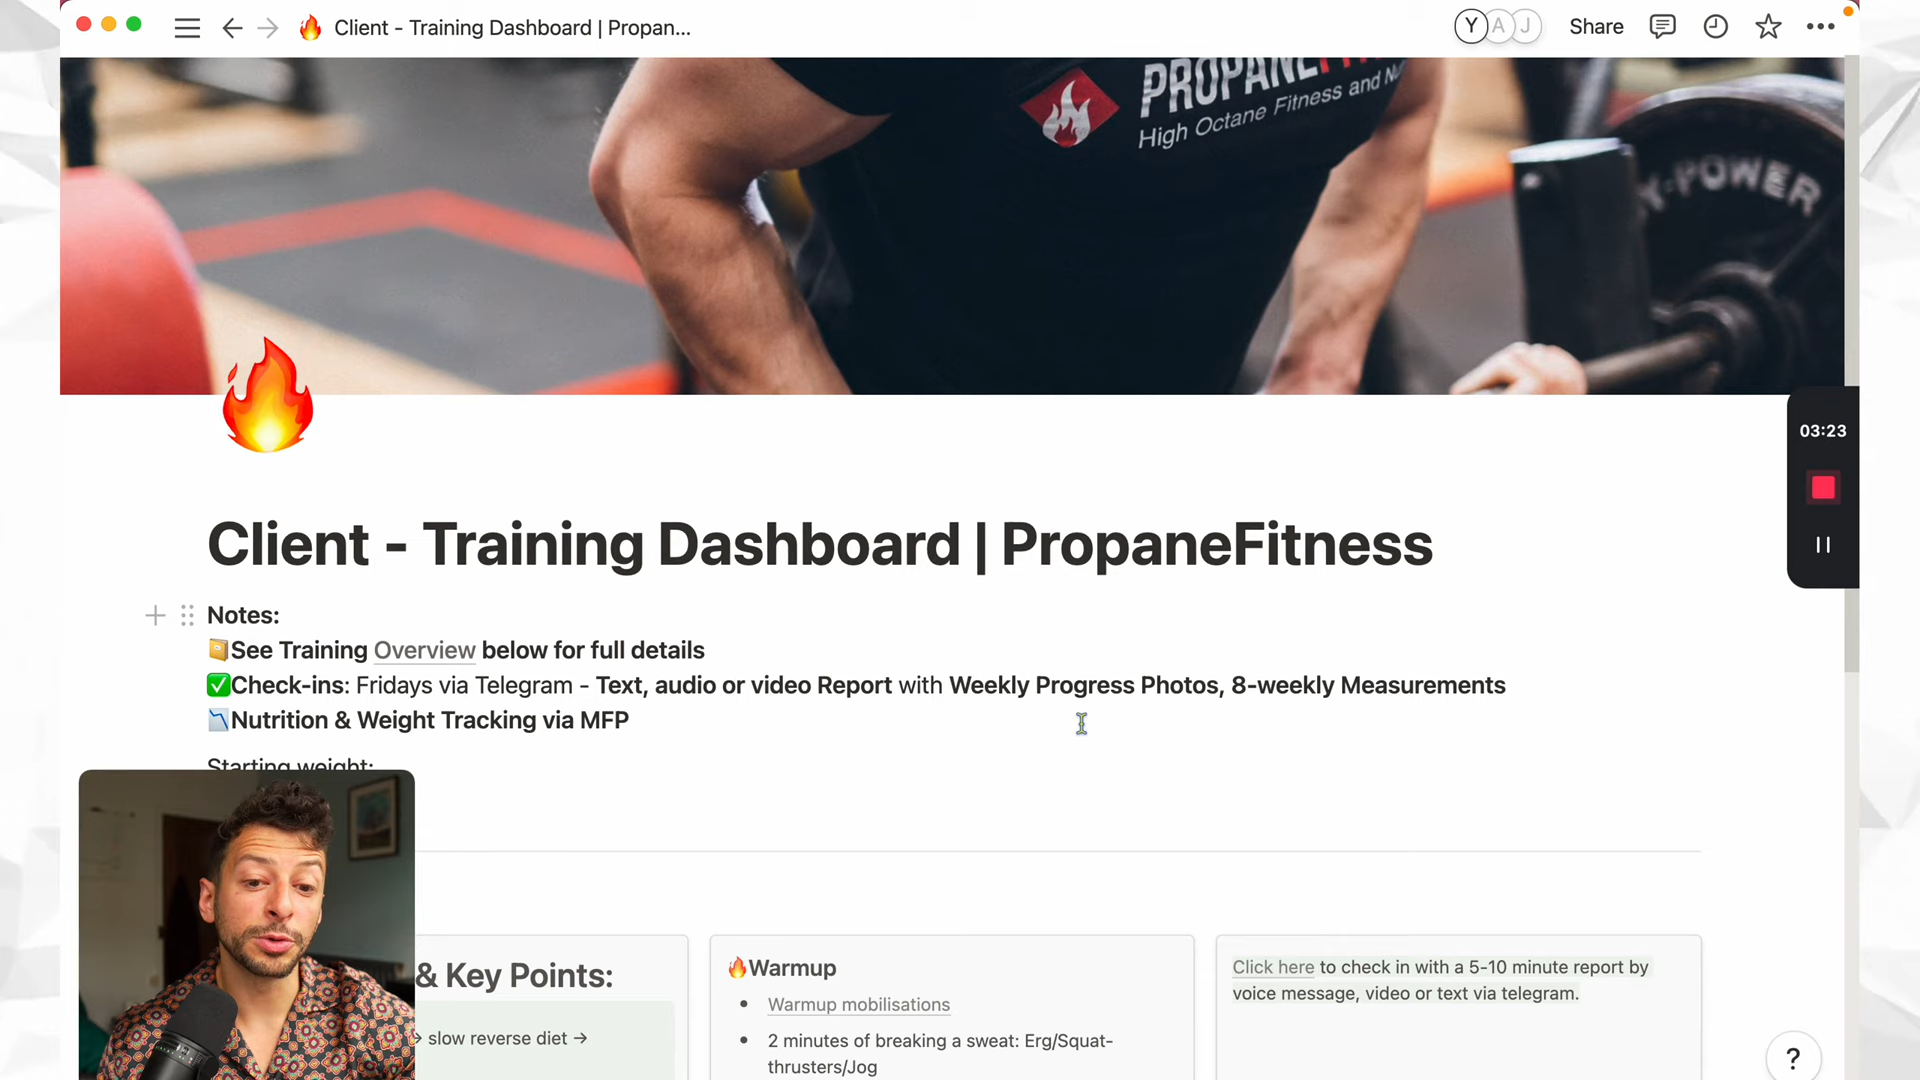 Client - Training Dashboard | Propan...
Y A J
Share
PROPANE
High Octane Fitness and
-POWER
03:23
Client - Training Dashboard | PropaneFitness
Notes:
See Training Overview below for full details
Check-ins: Fridays via Telegram - Text, audio or video Report with Weekly Progress Photos, 8-weekly Measurements
Nutrition & Weight Tracking via MFP
Starting weight:
& Key Points:
slow reverse diet →
🔥Warmup
• Warmup mobilisations
• 2 minutes of breaking a sweat: Erg/Squat-
thrusters/Jog
Click here to check in with a 5-10 minute report by
voice message, video or text via telegram.
?